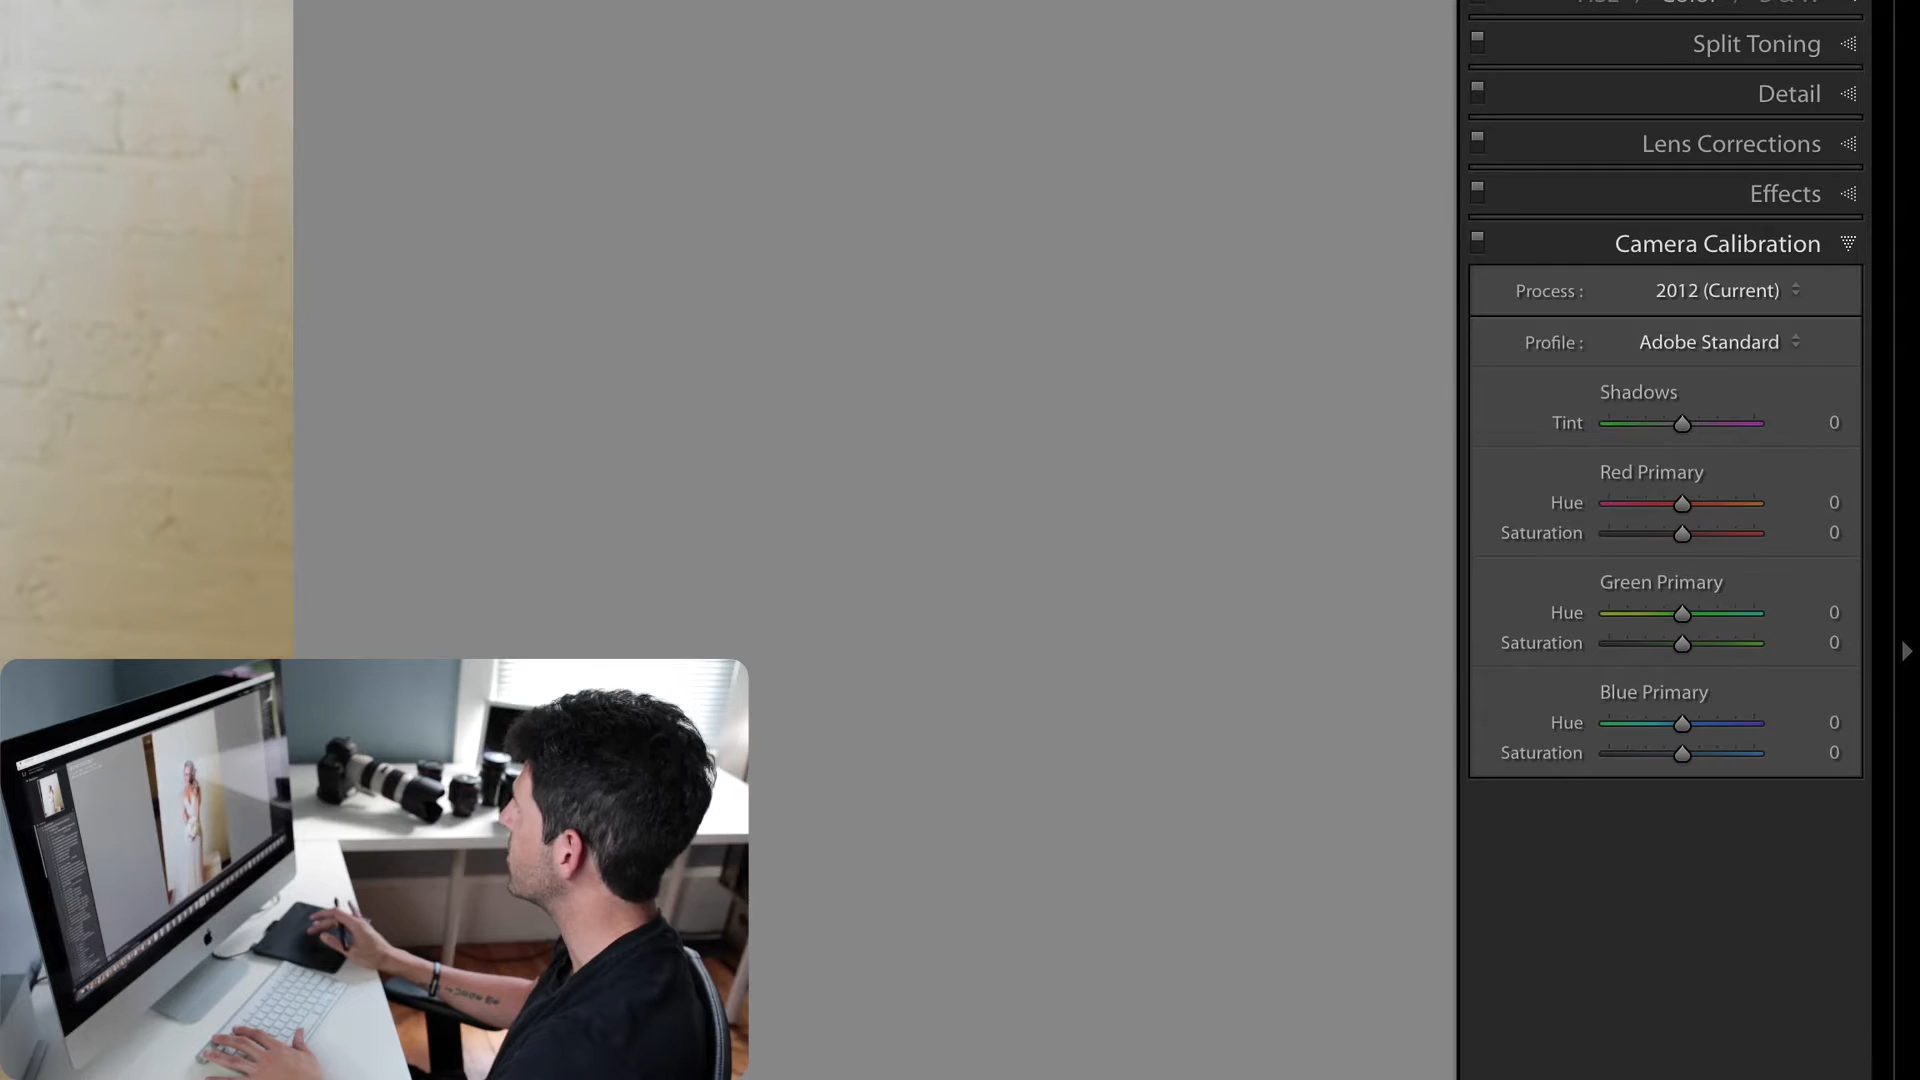 Split Toning
Detail
Lens Corrections
Effects
Camera Calibration
Process : 2012 (Current)
Profile : Adobe Standard
Shadows
Tint 0
Red Primary
Hue 0
Saturation 0
Green Primary
Hue 0
Saturation 0
Blue Primary
Hue 0
Saturation 0